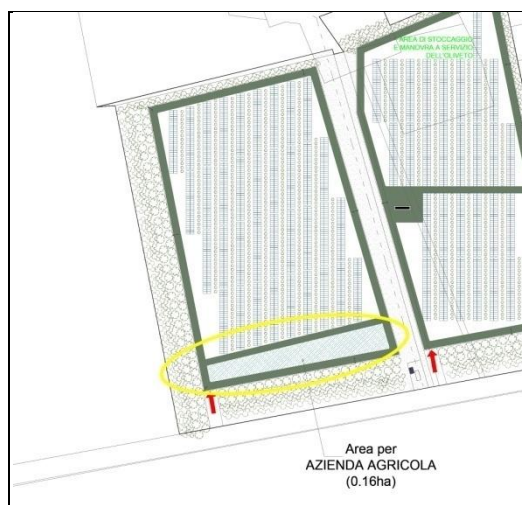 AREA DI STOCCAGGIO
E MANOVRA A SERVIZIO
DELL'OLIVETO
Area per
AZIENDA AGRICOLA
(0.16ha)